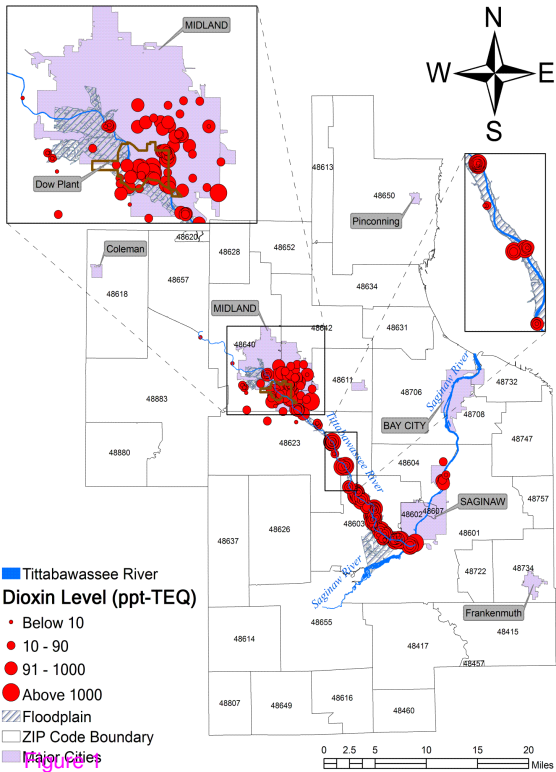 MIDLAND
Dow Plant
N
W
E
S
48613
48650
Pinconning
48620
48628
48652
Coleman
48618
48657
48634
MIDLAND
48642
48631
48640
48611
48706
Saginaw River
48732
48883
48708
BAY CITY
Tittabawassee River
48623
48747
48880
48604
48757
SAGINAW
48602
48607
48603
48626
48637
48601
Saginaw River
48722
48734
Frankenmuth
48655
48415
48614
48417
48457
48807
48649
48616
48460
Tittabawassee River
Dioxin Level (ppt-TEQ)
Below 10
10 - 90
91 - 1000
Above 1000
Floodplain
ZIP Code Boundary
Major Cities
Figure 1
0 2.5 5 10 15 20
Miles